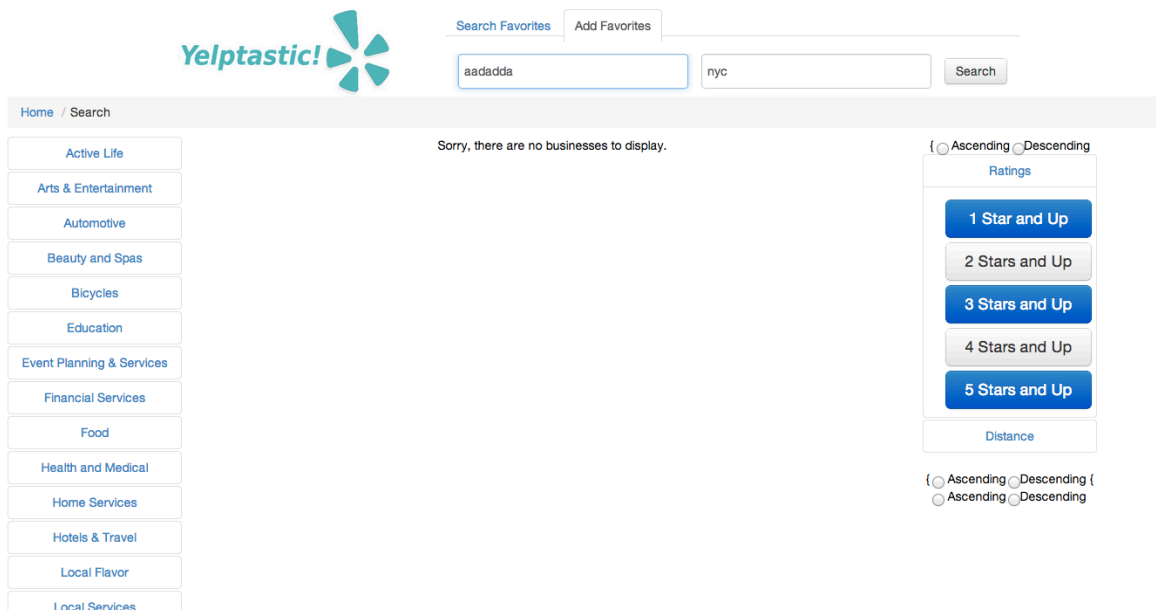 Search Favorites
Add Favorites
Yelptastic!
aadadda
nyc
Search
Home / Search
Active Life
Arts & Entertainment
Automotive
Beauty and Spas
Bicycles
Education
Event Planning & Services
Financial Services
Food
Health and Medical
Home Services
Hotels & Travel
Local Flavor
Local Services
Sorry, there are no businesses to display.
{ Ascending Descending
Ratings
1 Star and Up
2 Stars and Up
3 Stars and Up
4 Stars and Up
5 Stars and Up
Distance
{ Ascending Descending {
Ascending Descending